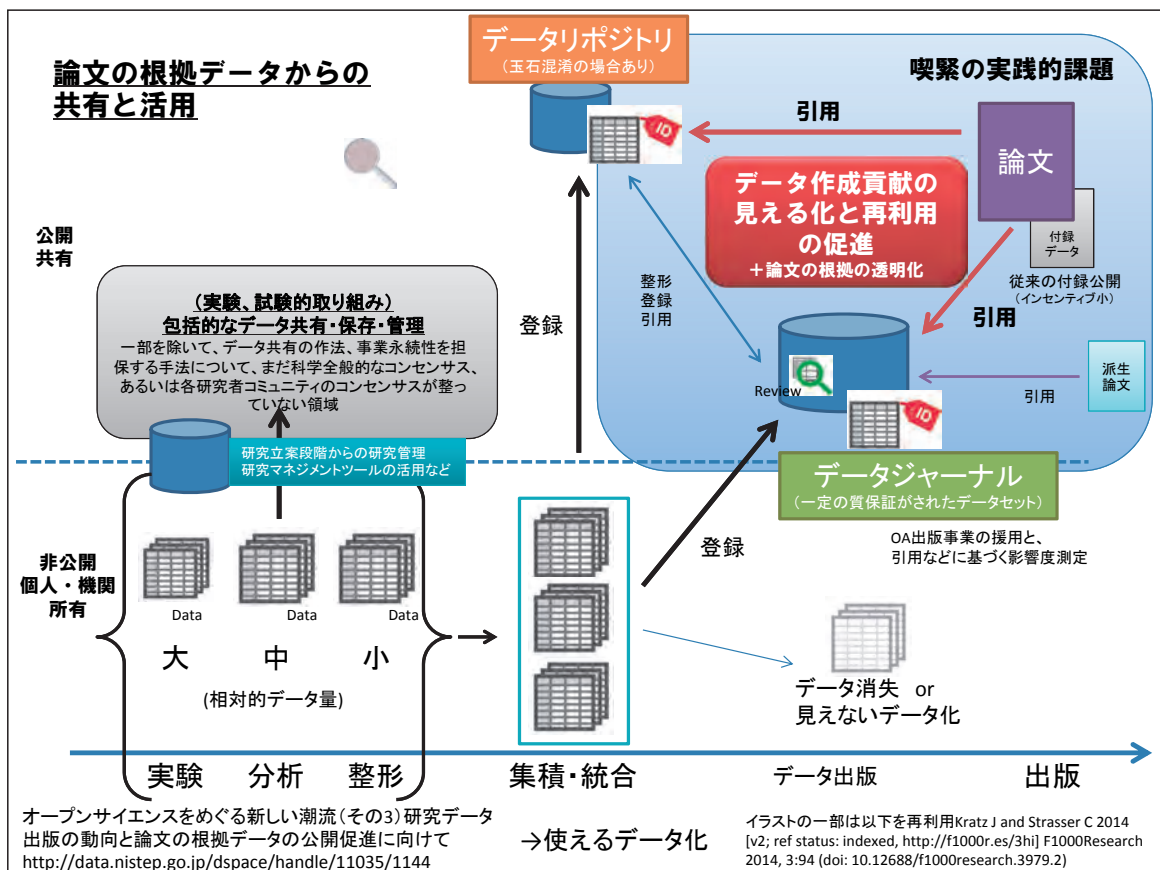 論文の根拠データからの
共有と活用
データリポジトリ
（玉石混淆の場合あり）
喫緊の実践的課題
引用
論文
ID
データ作成貢献の
見える化と再利用
の促進
＋論文の根拠の透明化
付録
データ
従来の付録公開
（インセンティブ小）
公開
共有
整形
登録
引用
引用
登録
（実験、試験的取り組み）
包括的なデータ共有・保存・管理
一部を除いて、データ共有の作法、事業永続性を担
保する手法について、まだ科学全般的なコンセンサス、
あるいは各研究者コミュニティのコンセンサスが整っ
ていない領域
Review
ID
引用
派生
論文
研究立案段階からの研究管理
研究マネジメントツールの活用など
データジャーナル
（一定の質保証がされたデータセット）
OA出版事業の援用と、
引用などに基づく影響度測定
登録
非公開
個人・機関
所有
Data
Data
Data
大 中 小
(相対的データ量)
データ消失 or
見えないデータ化
実験 分析 整形 集積・統合 データ出版 出版
オープンサイエンスをめぐる新しい潮流（その3）研究データ
出版の動向と論文の根拠データの公開促進に向けて
http://data.nistep.go.jp/dspace/handle/11035/1144
→使えるデータ化
イラストの一部は以下を再利用Kratz J and Strasser C 2014
[v2; ref status: indexed, http://f1000r.es/3hi] F1000Research
2014, 3:94 (doi: 10.12688/f1000research.3979.2)